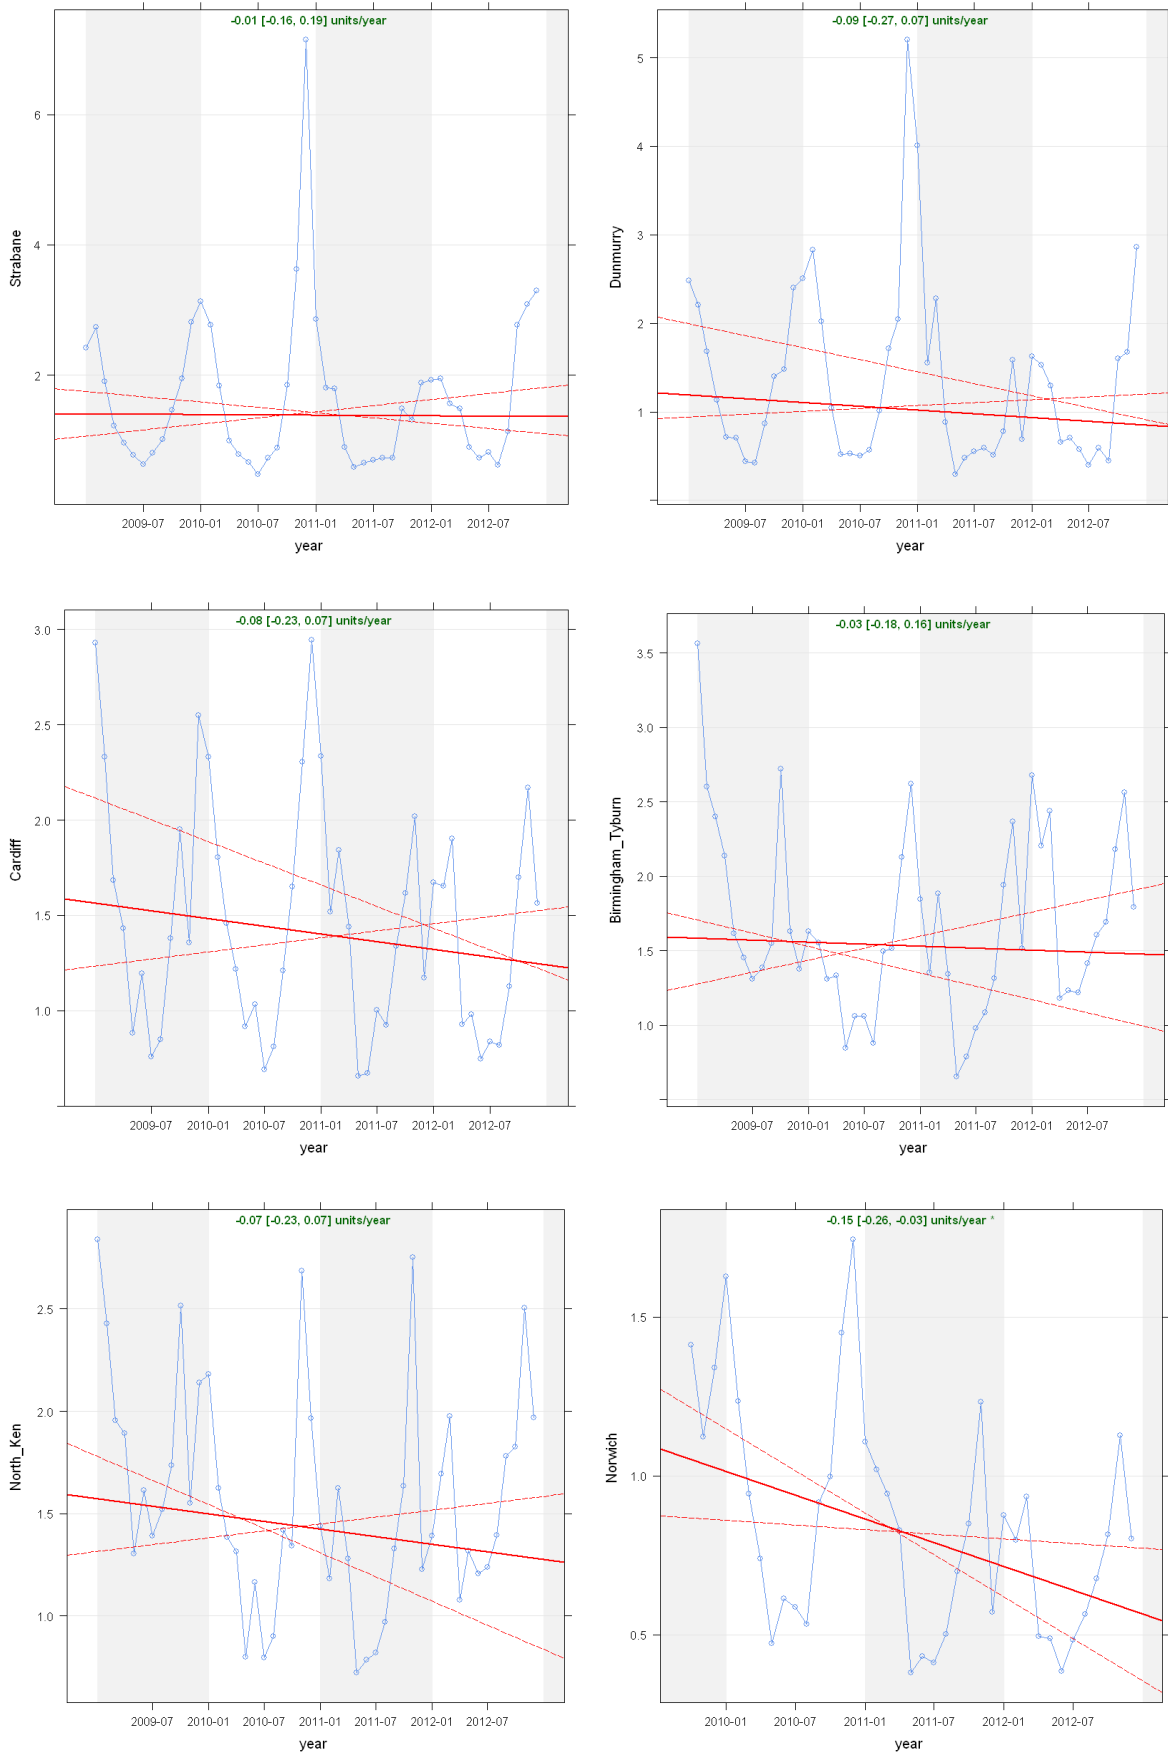 -0.01 [-0.16, 0.19] units/year
Strabane
6
4
2
2009-07 2010-01 2010-07 2011-01 2011-07 2012-01 2012-07
year
-0.09 [-0.27, 0.07] units/year
Dunmurry
5
4
3
2
1
2009-07 2010-01 2010-07 2011-01 2011-07 2012-01 2012-07
year
-0.08 [-0.23, 0.07] units/year
Cardiff
3.0
2.5
2.0
1.5
1.0
2009-07 2010-01 2010-07 2011-01 2011-07 2012-01 2012-07
year
-0.03 [-0.18, 0.16] units/year
Birmingham_Tyburn
3.5
3.0
2.5
2.0
1.5
1.0
2009-07 2010-01 2010-07 2011-01 2011-07 2012-01 2012-07
year
-0.07 [-0.23, 0.07] units/year
North_Ken
2.5
2.0
1.5
1.0
2009-07 2010-01 2010-07 2011-01 2011-07 2012-01 2012-07
year
-0.15 [-0.26, -0.03] units/year *
Norwich
1.5
1.0
0.5
2010-01 2010-07 2011-01 2011-07 2012-01 2012-07
year